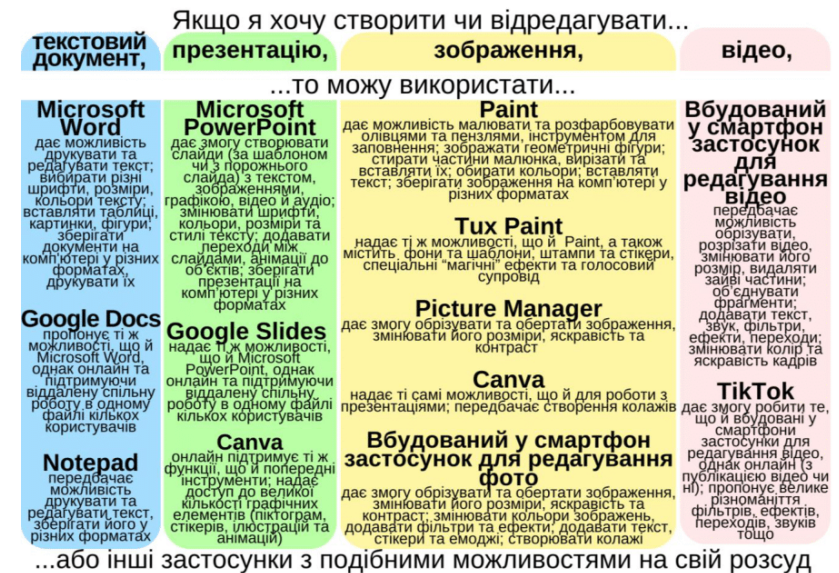 Якщо я хочу створити чи відредагувати...
текстовий
документ,
презентацію,
зображення,
відео,
...то можу використати...
Microsoft
Word
дає можливість
друкувати та
редагувати текст;
вибирати різні
шрифти, розміри,
кольори тексту;
вставляти таблиці,
картинки, фігури;
зберігати
документи на
комп'ютері у різних
форматах,
друкувати їх
Google Docs
пропонує ті ж
можливості, що й
Microsoft Word,
однак онлайн та
підтримуючи
віддалену спільну
роботу в одному
файлі кількох
користувачів
Notepad
передбачає
можливість
друкувати та
редагувати текст,
зберігати його у
різних форматах
Microsoft
PowerPoint
дає змогу створювати
слайди (за шаблоном
чи з порожнього
слайда) з текстом,
зображеннями,
графікою, відео й аудіо;
змінювати шрифти,
кольори, розміри та
стилі тексту; додавати
переходи між
слайдами, анімації до
об'єктів; зберігати
презентації на
комп'ютері у різних
форматах
Google Slides
надає ті ж можливості,
що й Microsoft
PowerPoint, однак
онлайн та підтримуючи
віддалену спільну
роботу в одному файлі
кількох користувачів
Canva
онлайн підтримує ті ж
функції, що й попередні
інструменти; надає
доступ до великої
кількості графічних
елементів (піктограм,
стікерів, ілюстрацій та
анімацій)
Paint
дає можливість малювати та розфарбовувати
олівцями та пензлями, інструментом для
заповнення; зображати геометричні фігури;
стирати частини малюнка, вирізати та
вставляти їх; обирати кольори; вставляти
текст; зберігати зображення на комп'ютері у
різних форматах
Tux Paint
надає ті ж можливості, що й Paint, а також
містить фони та шаблони, штампи та стікери,
спеціальні "магічні" ефекти та голосовий
супровід
Picture Manager
дає змогу обрізувати та обертати зображення,
змінювати його розміри, яскравість та
контраст
Canva
надає ті самі можливості, що й для роботи з
презентаціями; передбачає створення колажів
Вбудований у смартфон
застосунок для редагування
фото
дає змогу обрізувати та обертати зображення,
змінювати його розміри, яскравість та
контраст; змінювати кольори зображень,
додавати фільтри та ефекти; додавати текст,
стікери та емоджі; створювати колажі
Вбудований
у смартфон
застосунок
для
редагування
відео
передбачає
можливість
обрізувати,
розрізати відео,
змінювати його
розмір, видаляти
зайві частини;
об'єднувати
фрагменти;
додавати текст,
звук, фільтри,
ефекти, переходи;
змінювати колір та
яскравість кадрів
TikTok
дає змогу робити те,
що й вбудовані у
смартфони
застосунки для
редагування відео,
однак онлайн (з
публікацією відео чи
ні); пропонує велике
різноманіття
фільтрів, ефектів,
переходів, звуків
тощо
...або інші застосунки з подібними можливостями на свій розсуд